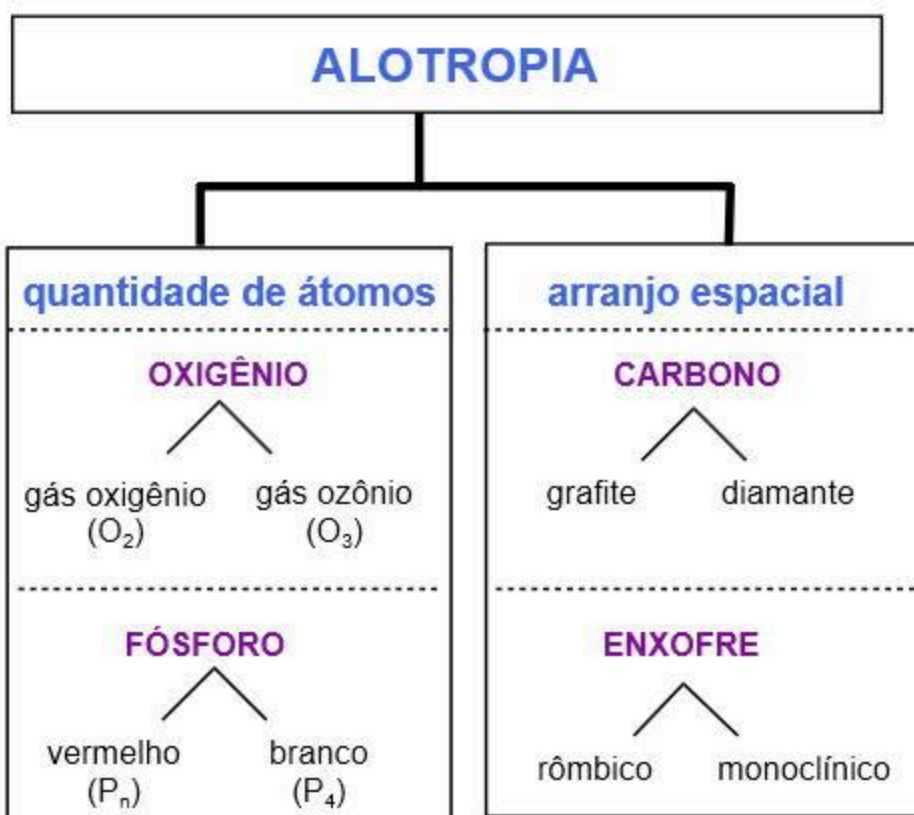 ALOTROPIA
quantidade de átomos
OXIGÊNIO
gás oxigênio
(O₂)
gás ozônio
(O₃)
FÓSFORO
vermelho
(Pₙ)
branco
(P₄)
arranjo espacial
CARBONO
grafite
diamante
ENXOFRE
rômbico
monoclínico